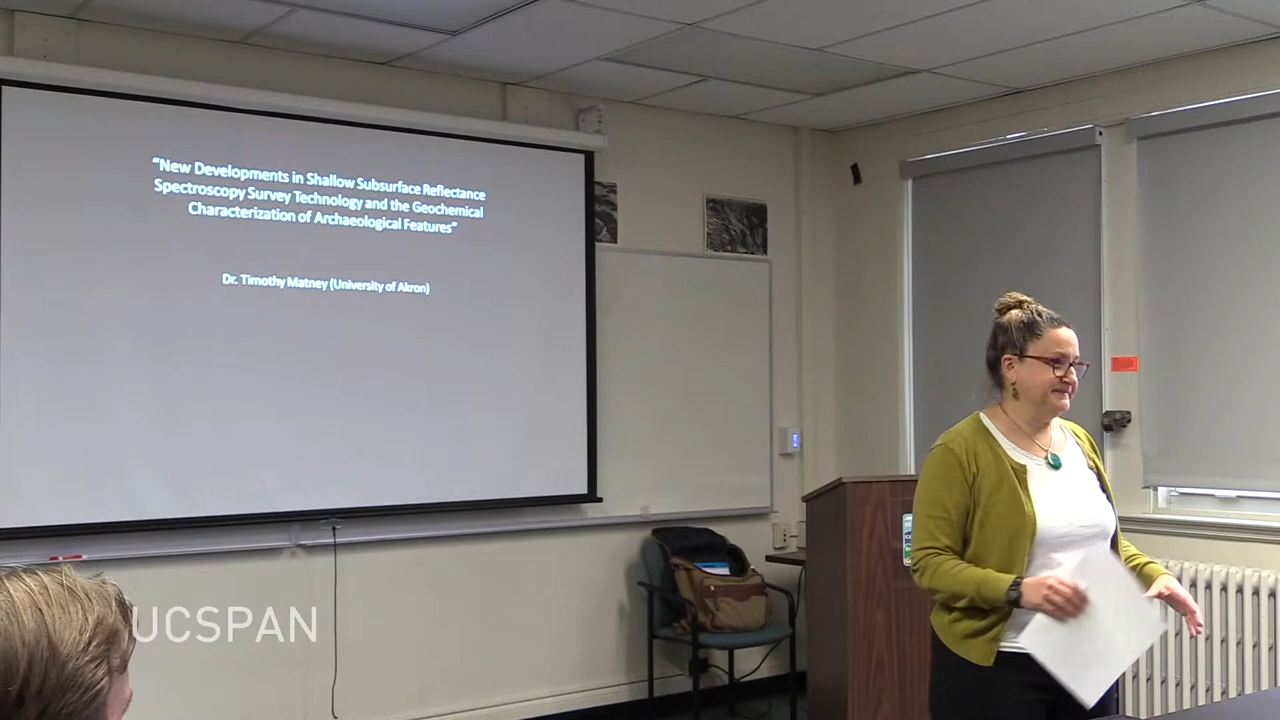 “New Developments in Shallow Subsurface Reflectance
Spectroscopy Survey Technology and the Geochemical
Characterization of Archaeological Features”
Dr. Timothy Matney (University of Akron)
UCSPAN